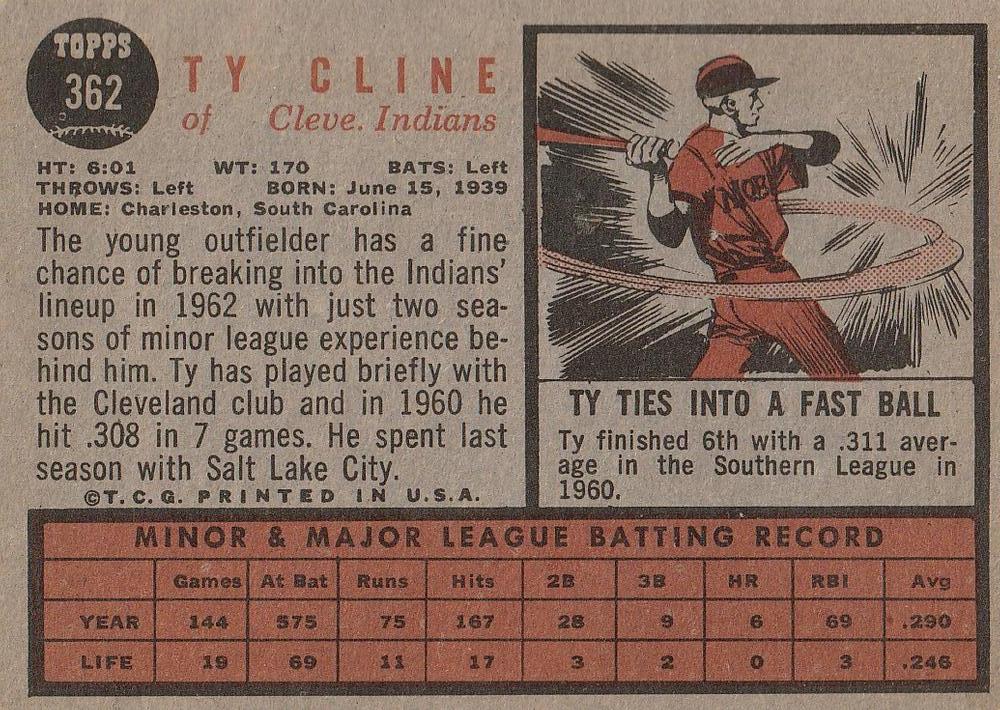 TOPPS
362
TY CLINE
of Cleve. Indians
HT: 6:01 WT: 170 BATS: Left
THROWS: Left BORN: June 15, 1939
HOME: Charleston, South Carolina
The young outfielder has a fine
chance of breaking into the Indians'
lineup in 1962 with just two sea-
sons of minor league experience be-
hind him. Ty has played briefly with
the Cleveland club and in 1960 he
hit .308 in 7 games. He spent last
season with Salt Lake City.
©T.C.G. PRINTED IN U.S.A.
TY TIES INTO A FAST BALL
Ty finished 6th with a .311 aver-
age in the Southern League in
1960.
MINOR & MAJOR LEAGUE BATTING RECORD
Games At Bat Runs Hits 2B 3B HR RBI Avg
YEAR 144 575 75 167 28 9 6 69 .290
LIFE 19 69 11 17 3 2 0 3 .246